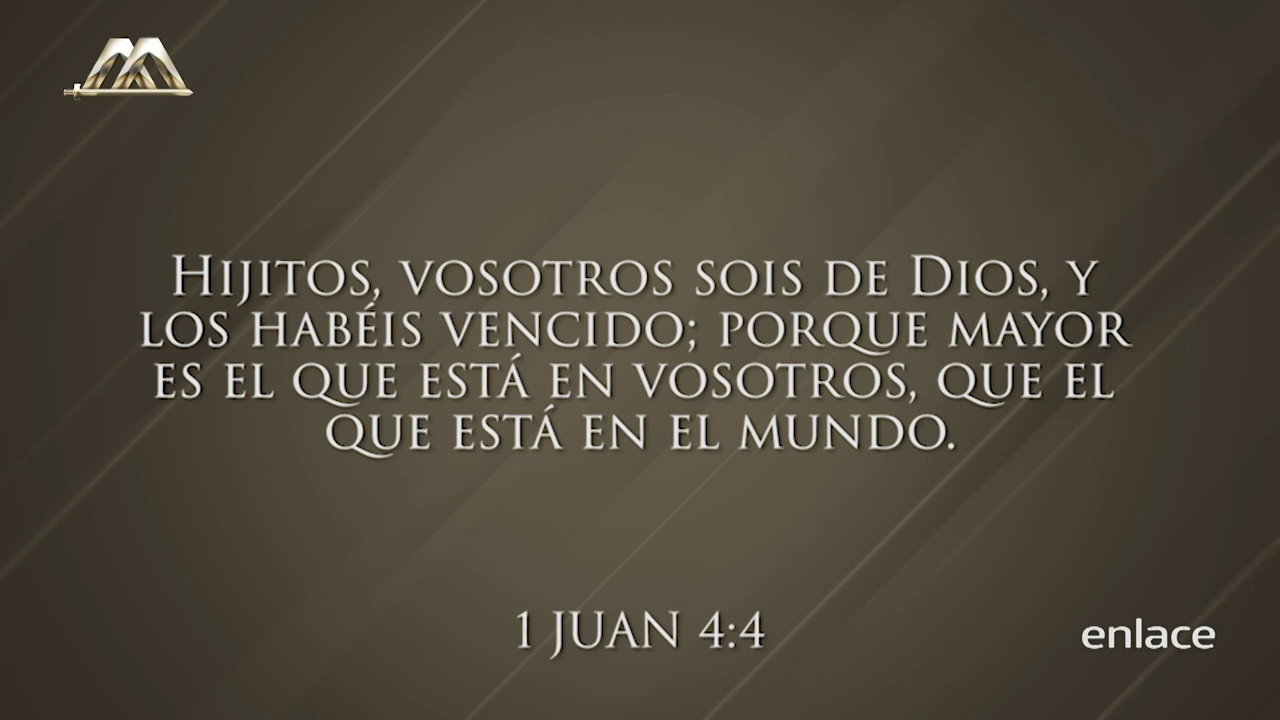 Hijitos, vosotros sois de Dios, y
los habéis vencido; porque mayor
es el que está en vosotros, que el
que está en el mundo.
1 Juan 4:4
enlace